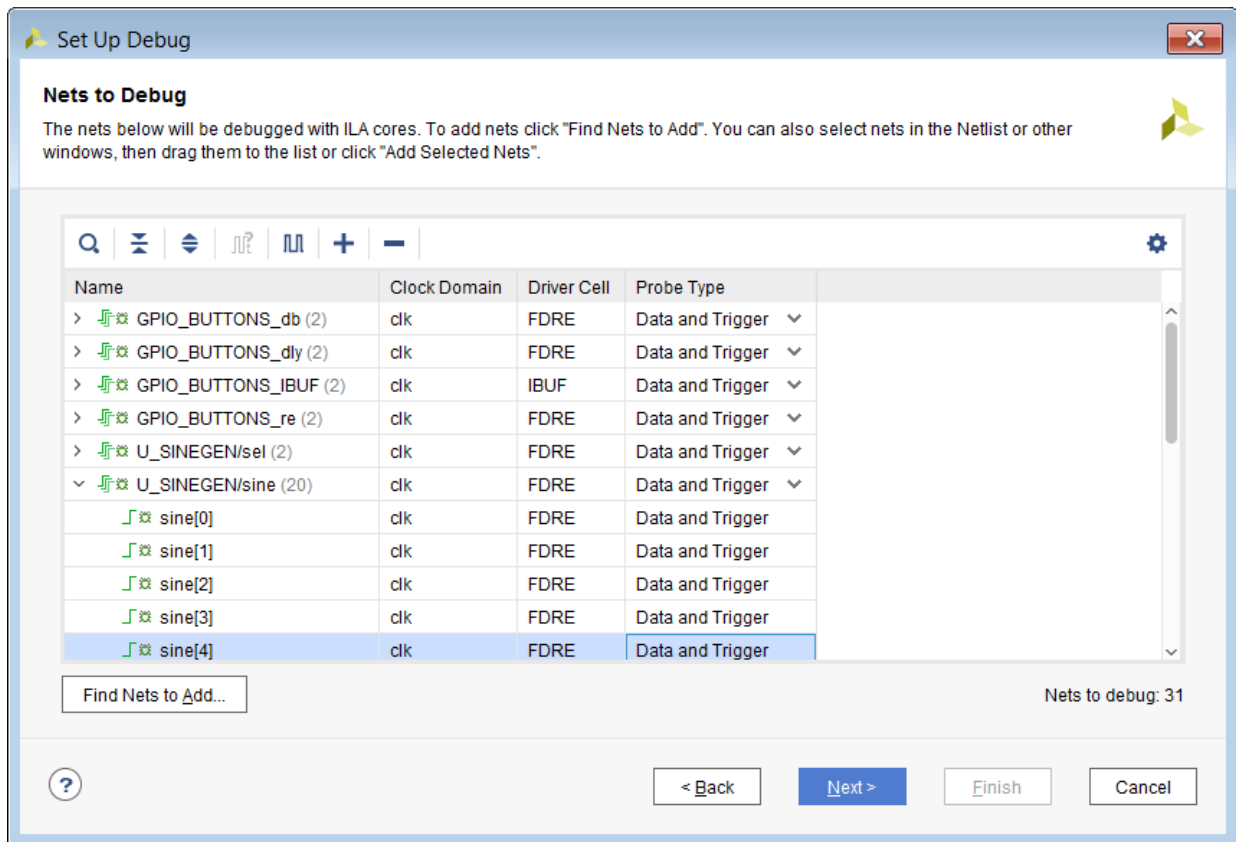 Set Up Debug
Nets to Debug
The nets below will be debugged with ILA cores. To add nets click "Find Nets to Add". You can also select nets in the Netlist or other
windows, then drag them to the list or click "Add Selected Nets".
Name Clock Domain Driver Cell Probe Type
GPIO_BUTTONS_db (2) clk FDRE Data and Trigger
GPIO_BUTTONS_dly (2) clk FDRE Data and Trigger
GPIO_BUTTONS_IBUF (2) clk IBUF Data and Trigger
GPIO_BUTTONS_re (2) clk FDRE Data and Trigger
U_SINEGEN/sel (2) clk FDRE Data and Trigger
U_SINEGEN/sine (20) clk FDRE Data and Trigger
sine[0] clk FDRE Data and Trigger
sine[1] clk FDRE Data and Trigger
sine[2] clk FDRE Data and Trigger
sine[3] clk FDRE Data and Trigger
sine[4] clk FDRE Data and Trigger
Find Nets to Add... Nets to debug: 31
? < Back Next > Finish Cancel